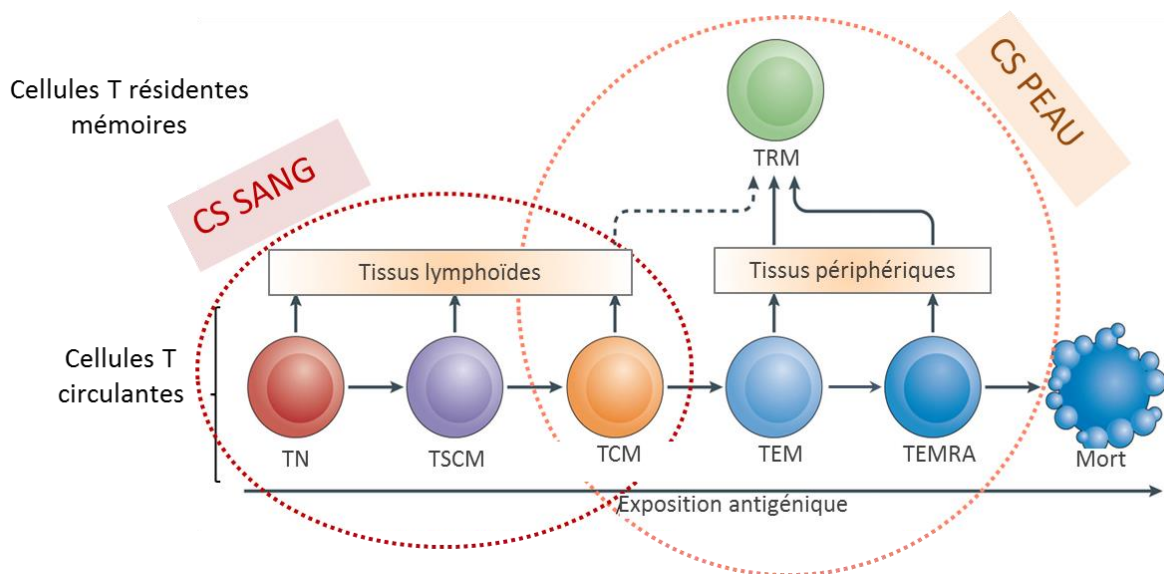 Cellules T résidentes
mémoires
CS SANG
CS PEAU
TRM
Tissus lymphoïdes
Tissus périphériques
Cellules T
circulantes
TN
TSCM
TCM
TEM
TEMRA
Mort
Exposition antigénique